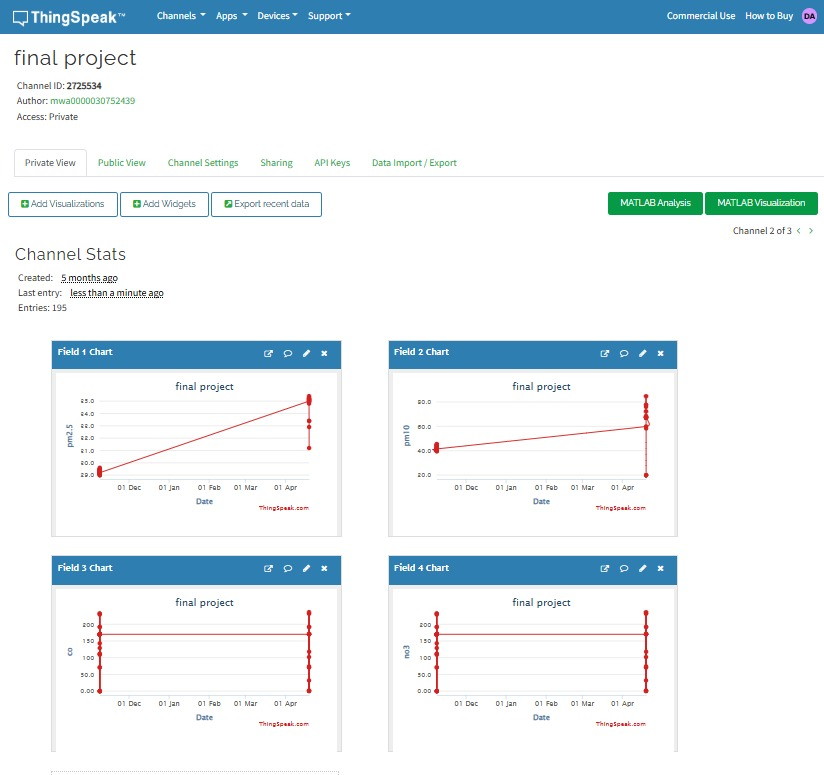 ThingSpeak™ Channels Apps Devices Support Commercial Use How to Buy DA
final project
Channel ID: 2725534
Author: mwa0000030752439
Access: Private
Private View Public View Channel Settings Sharing API Keys Data Import / Export
Add Visualizations Add Widgets Export recent data MATLAB Analysis MATLAB Visualization
Channel 2 of 3 < >
Channel Stats
Created: 5 months ago
Last entry: less than a minute ago
Entries: 195
Field 1 Chart
final project
pm2.5
25.0
24.0
23.0
22.0
21.0
20.0
29.0
01 Dec 01 Jan 01 Feb 01 Mar 01 Apr
Date
ThingSpeak.com
Field 2 Chart
final project
pm10
80.0
60.0
40.0
20.0
01 Dec 01 Jan 01 Feb 01 Mar 01 Apr
Date
ThingSpeak.com
Field 3 Chart
final project
co
200
150
100
50.0
0.00
01 Dec 01 Jan 01 Feb 01 Mar 01 Apr
Date
ThingSpeak.com
Field 4 Chart
final project
no3
200
150
100
50.0
0.00
01 Dec 01 Jan 01 Feb 01 Mar 01 Apr
Date
ThingSpeak.com